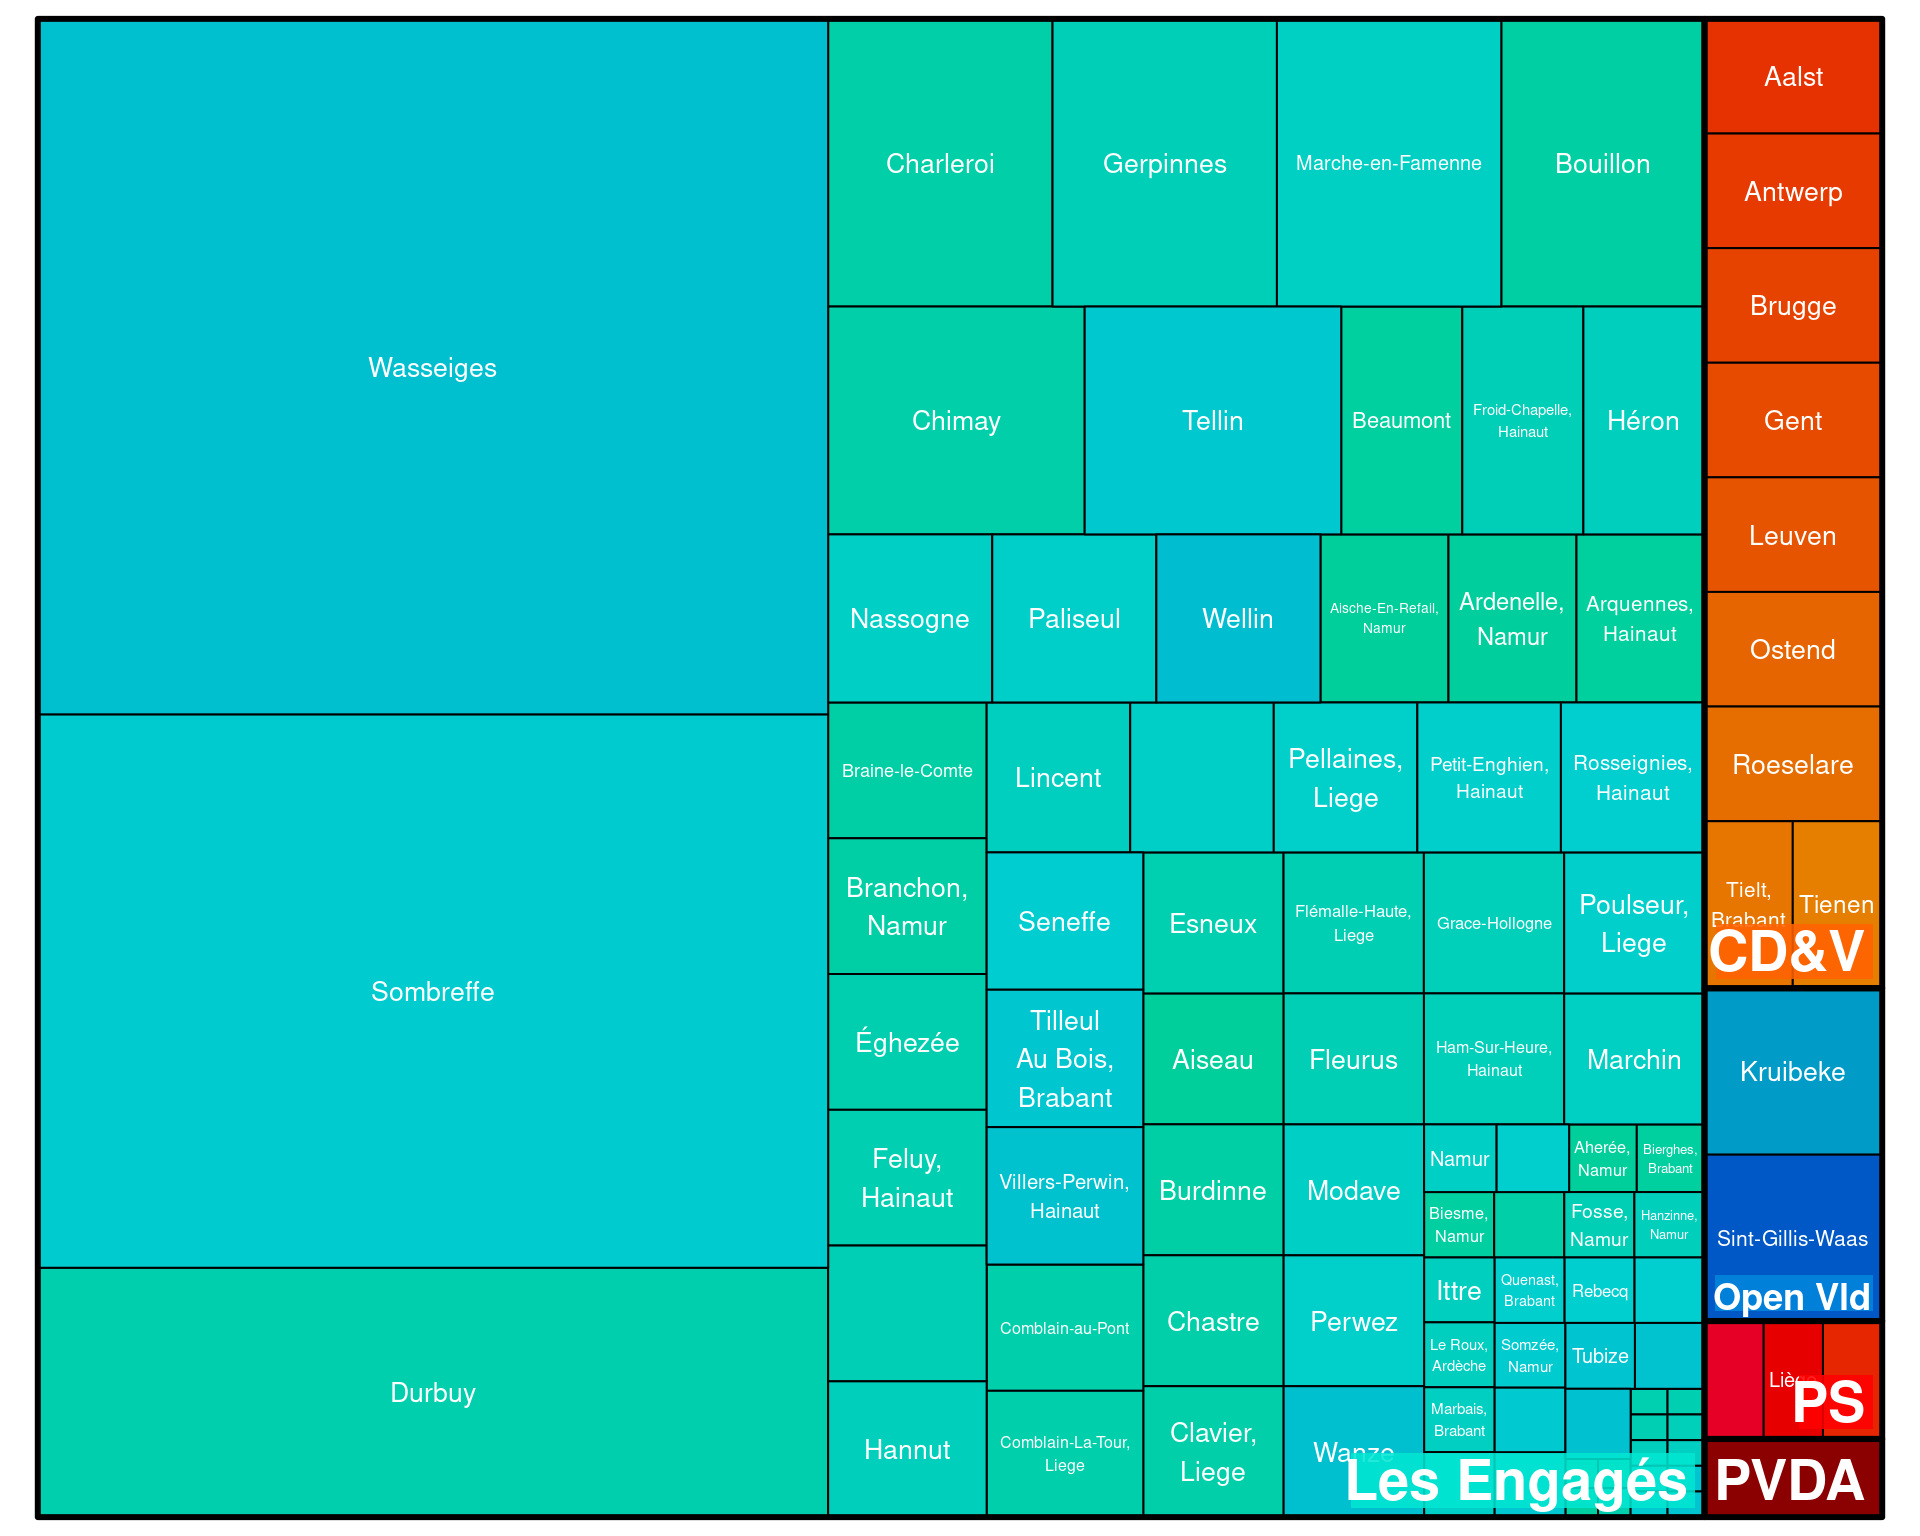 Wasseiges
Sombreffe
Durbuy
Charleroi
Gerpinnes
Marche-en-Famenne
Bouillon
Chimay
Tellin
Beaumont
Froid-Chapelle,
Hainaut
Héron
Nassogne
Paliseul
Wellin
Aische-En-Refail,
Namur
Ardenelle,
Namur
Arquennes,
Hainaut
Braine-le-Comte
Lincent
Pellaines,
Liege
Petit-Enghien,
Hainaut
Rosseignies,
Hainaut
Branchon,
Namur
Seneffe
Esneux
Flémalle-Haute,
Liege
Grace-Hollogne
Poulseur,
Liege
Éghezée
Tilleul
Au Bois,
Brabant
Aiseau
Fleurus
Ham-Sur-Heure,
Hainaut
Marchin
Feluy,
Hainaut
Villers-Perwin,
Hainaut
Burdinne
Modave
Namur
Aherée,
Namur
Bierghes,
Brabant
Biesme,
Namur
Fosse,
Namur
Hanzinne,
Namur
Comblain-au-Pont
Chastre
Perwez
Ittre
Quenast,
Brabant
Rebecq
Le Roux,
Ardèche
Somzée,
Namur
Tubize
Hannut
Comblain-La-Tour,
Liege
Clavier,
Liege
Wanze
Marbais,
Brabant
Les Engagés
Aalst
Antwerp
Brugge
Gent
Leuven
Ostend
Roeselare
Tielt,
Brabant
Tienen
CD&V
Kruibeke
Sint-Gillis-Waas
Open Vld
Liège
PS
PVDA